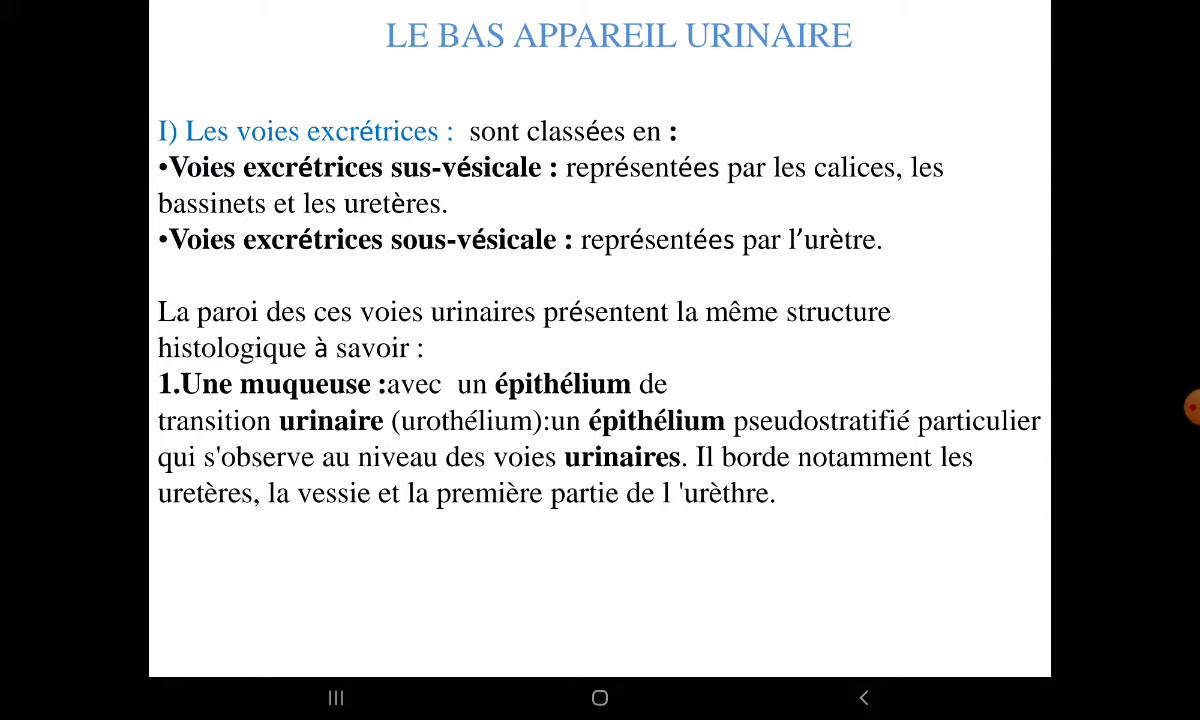 LE BAS APPAREIL URINAIRE
I) Les voies excrétrices :  sont classées en :
•Voies excrétrices sus-vésicale : représentées par les calices, les
bassinets et les uretères.
•Voies excrétrices sous-vésicale : représentées par l’urètre.
La paroi des ces voies urinaires présentent la même structure
histologique à savoir :
1.Une muqueuse :avec  un épithélium de
transition urinaire (urothélium):un épithélium pseudostratifié particulier
qui s'observe au niveau des voies urinaires. Il borde notamment les
uretères, la vessie et la première partie de l 'urèthre.